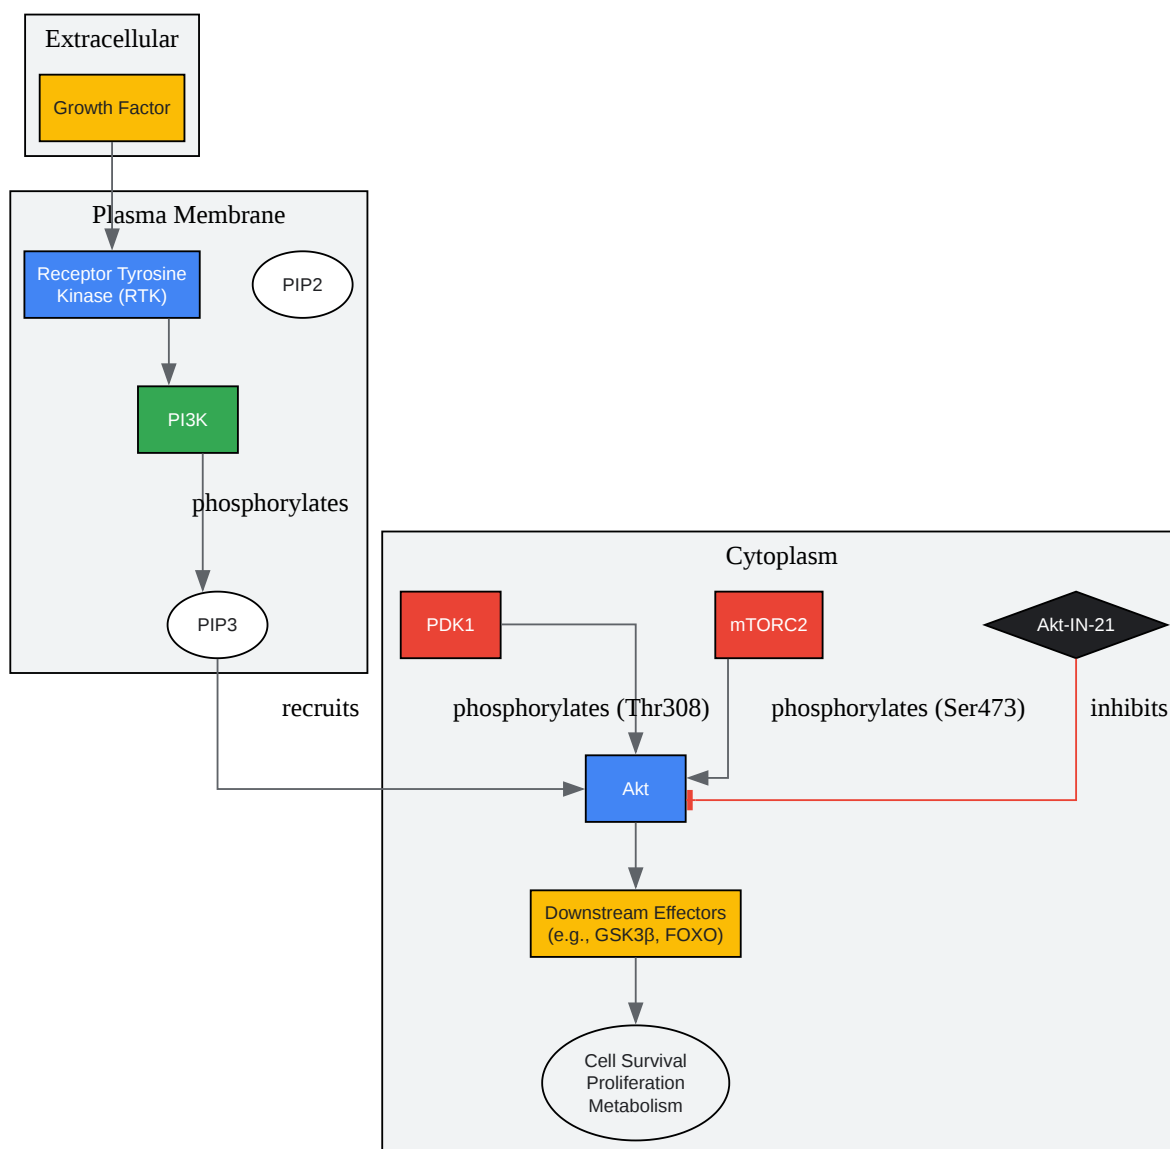 Extracellular
Growth Factor
Plasma Membrane
Receptor Tyrosine
Kinase (RTK)
PIP2
PI3K
phosphorylates
PIP3
recruits
Cytoplasm
PDK1
mTORC2
Akt-IN-21
phosphorylates (Thr308)
phosphorylates (Ser473)
inhibits
Akt
Downstream Effectors
(e.g., GSK3β, FOXO)
Cell Survival
Proliferation
Metabolism